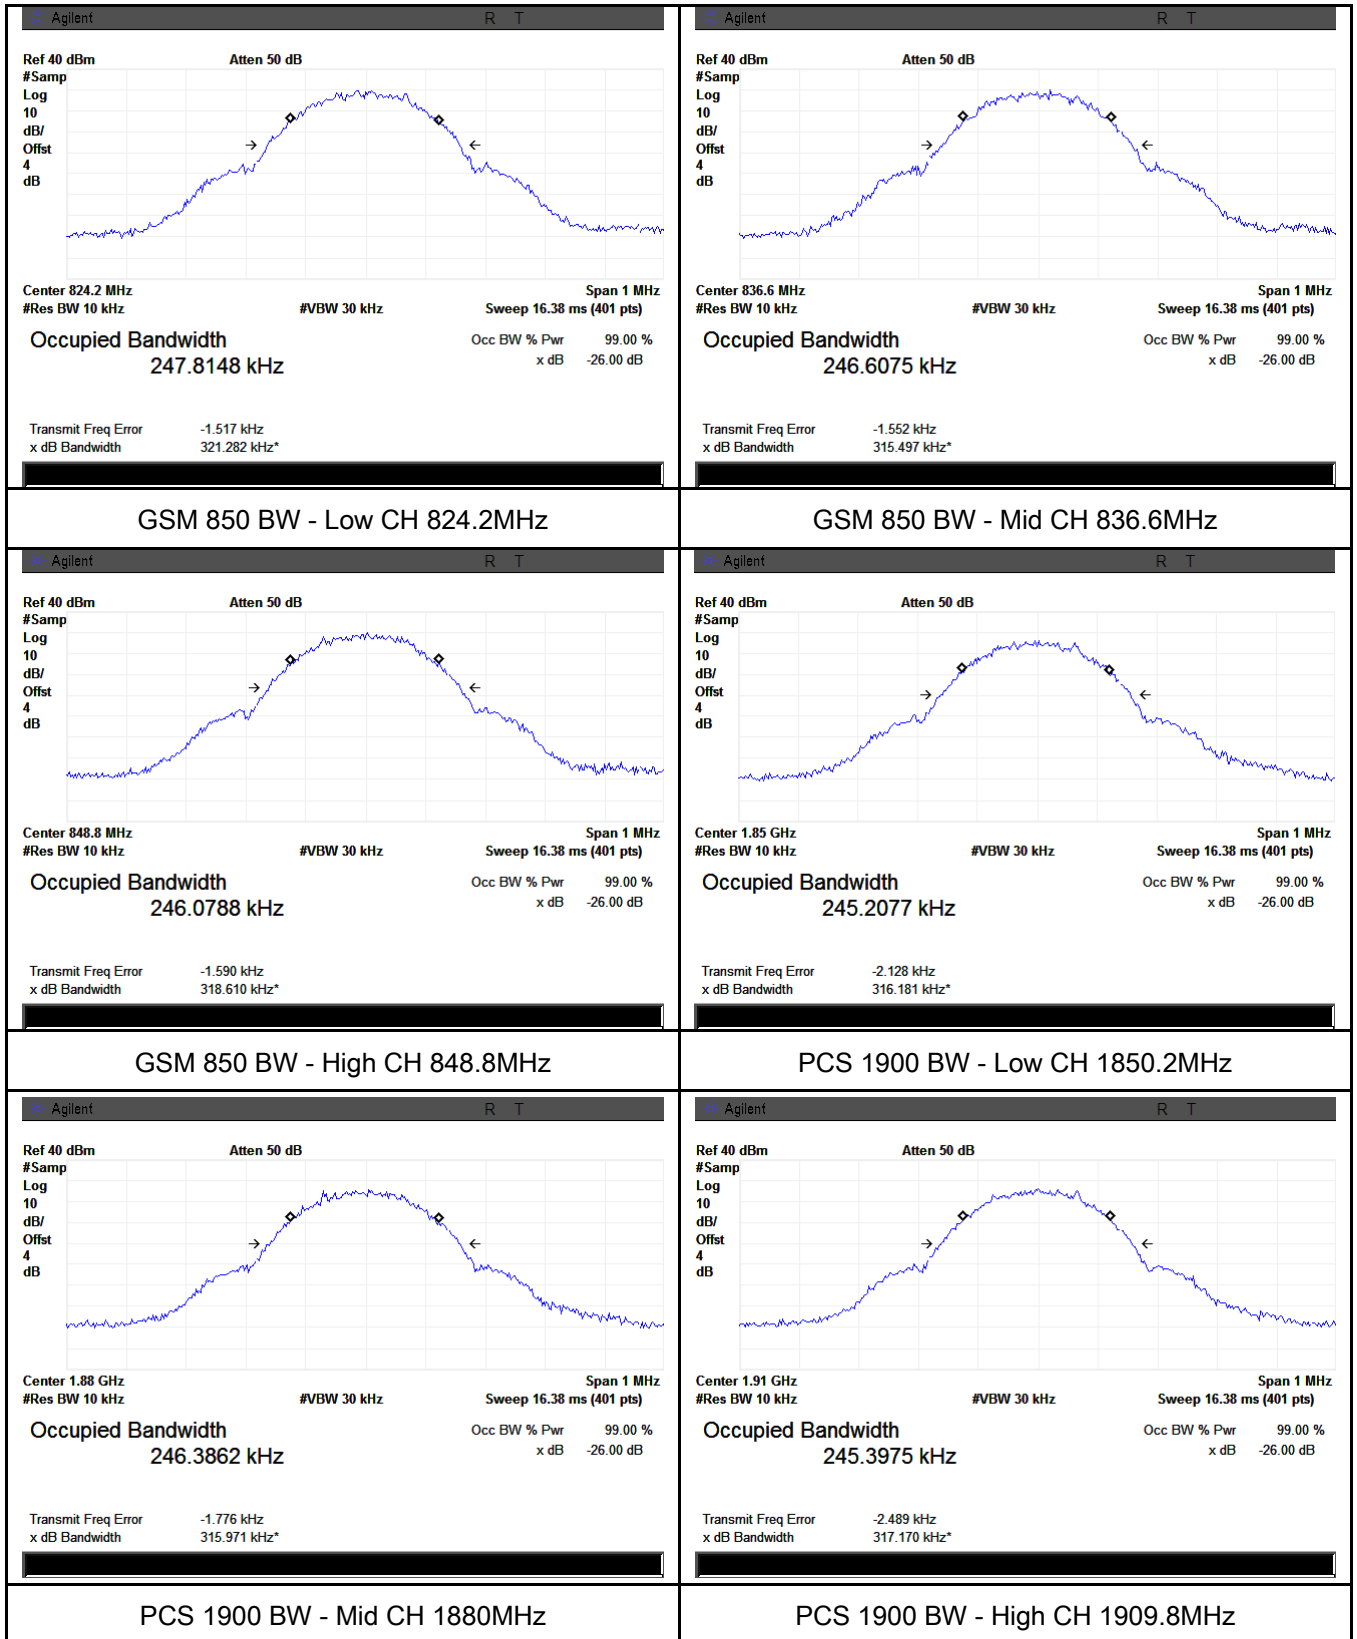 Agilent R T
Ref 40 dBm Atten 50 dB
#Samp
Log
10
dB/
Offst
4
dB
Center 824.2 MHz Span 1 MHz
#Res BW 10 kHz #VBW 30 kHz Sweep 16.38 ms (401 pts)
Occupied Bandwidth Occ BW % Pwr 99.00 %
247.8148 kHz x dB -26.00 dB
Transmit Freq Error -1.517 kHz
x dB Bandwidth 321.282 kHz*
GSM 850 BW - Low CH 824.2MHz
Agilent R T
Ref 40 dBm Atten 50 dB
#Samp
Log
10
dB/
Offst
4
dB
Center 836.6 MHz Span 1 MHz
#Res BW 10 kHz #VBW 30 kHz Sweep 16.38 ms (401 pts)
Occupied Bandwidth Occ BW % Pwr 99.00 %
246.6075 kHz x dB -26.00 dB
Transmit Freq Error -1.552 kHz
x dB Bandwidth 315.497 kHz*
GSM 850 BW - Mid CH 836.6MHz
Agilent R T
Ref 40 dBm Atten 50 dB
#Samp
Log
10
dB/
Offst
4
dB
Center 848.8 MHz Span 1 MHz
#Res BW 10 kHz #VBW 30 kHz Sweep 16.38 ms (401 pts)
Occupied Bandwidth Occ BW % Pwr 99.00 %
246.0788 kHz x dB -26.00 dB
Transmit Freq Error -1.590 kHz
x dB Bandwidth 318.610 kHz*
GSM 850 BW - High CH 848.8MHz
Agilent R T
Ref 40 dBm Atten 50 dB
#Samp
Log
10
dB/
Offst
4
dB
Center 1.85 GHz Span 1 MHz
#Res BW 10 kHz #VBW 30 kHz Sweep 16.38 ms (401 pts)
Occupied Bandwidth Occ BW % Pwr 99.00 %
245.2077 kHz x dB -26.00 dB
Transmit Freq Error -2.128 kHz
x dB Bandwidth 316.181 kHz*
PCS 1900 BW - Low CH 1850.2MHz
Agilent R T
Ref 40 dBm Atten 50 dB
#Samp
Log
10
dB/
Offst
4
dB
Center 1.88 GHz Span 1 MHz
#Res BW 10 kHz #VBW 30 kHz Sweep 16.38 ms (401 pts)
Occupied Bandwidth Occ BW % Pwr 99.00 %
246.3862 kHz x dB -26.00 dB
Transmit Freq Error -1.776 kHz
x dB Bandwidth 315.971 kHz*
PCS 1900 BW - Mid CH 1880MHz
Agilent R T
Ref 40 dBm Atten 50 dB
#Samp
Log
10
dB/
Offst
4
dB
Center 1.91 GHz Span 1 MHz
#Res BW 10 kHz #VBW 30 kHz Sweep 16.38 ms (401 pts)
Occupied Bandwidth Occ BW % Pwr 99.00 %
245.3975 kHz x dB -26.00 dB
Transmit Freq Error -2.489 kHz
x dB Bandwidth 317.170 kHz*
PCS 1900 BW - High CH 1909.8MHz